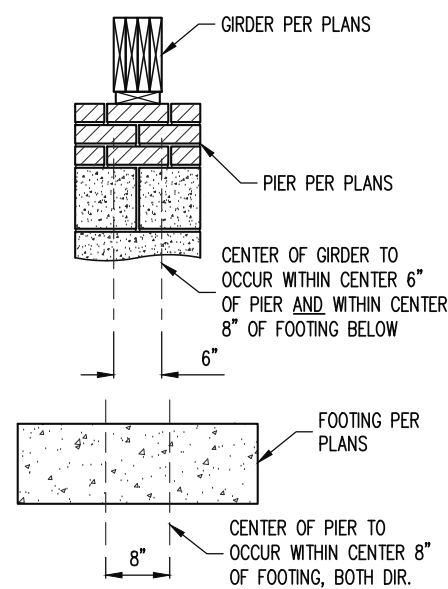 GIRDER PER PLANS
PIER PER PLANS
CENTER OF GIRDER TO
OCCUR WITHIN CENTER 6"
OF PIER AND WITHIN CENTER
8" OF FOOTING BELOW
6"
FOOTING PER
PLANS
CENTER OF PIER TO
OCCUR WITHIN CENTER 8"
OF FOOTING, BOTH DIR.
8"